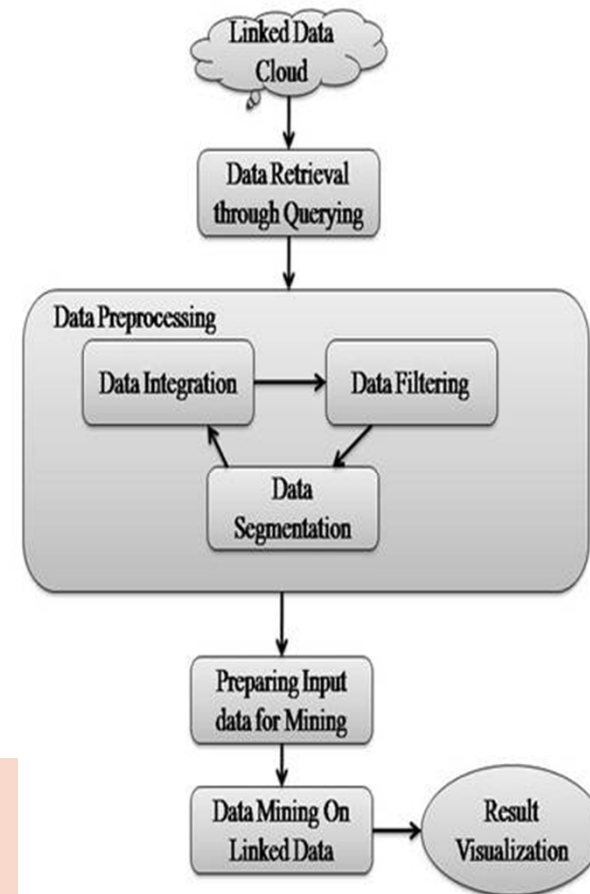 Linked Data
Cloud
Data Retrieval
through Querying
Data Preprocessing
Data Integration
Data Filtering
Data
Segmentation
Preparing Input
data for Mining
Data Mining On
Linked Data
Result
Visualization